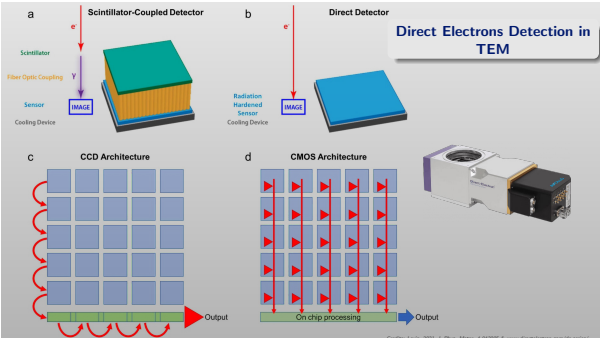 a
Scintillator-Coupled Detector
e-
Scintillator
γ
Fiber Optic Coupling
Sensor
IMAGE
Cooling Device
b
Direct Detector
e-
Radiation
Hardened
Sensor
IMAGE
Cooling Device
Direct Electrons Detection in
TEM
c
CCD Architecture
Output
d
CMOS Architecture
On chip processing
Output